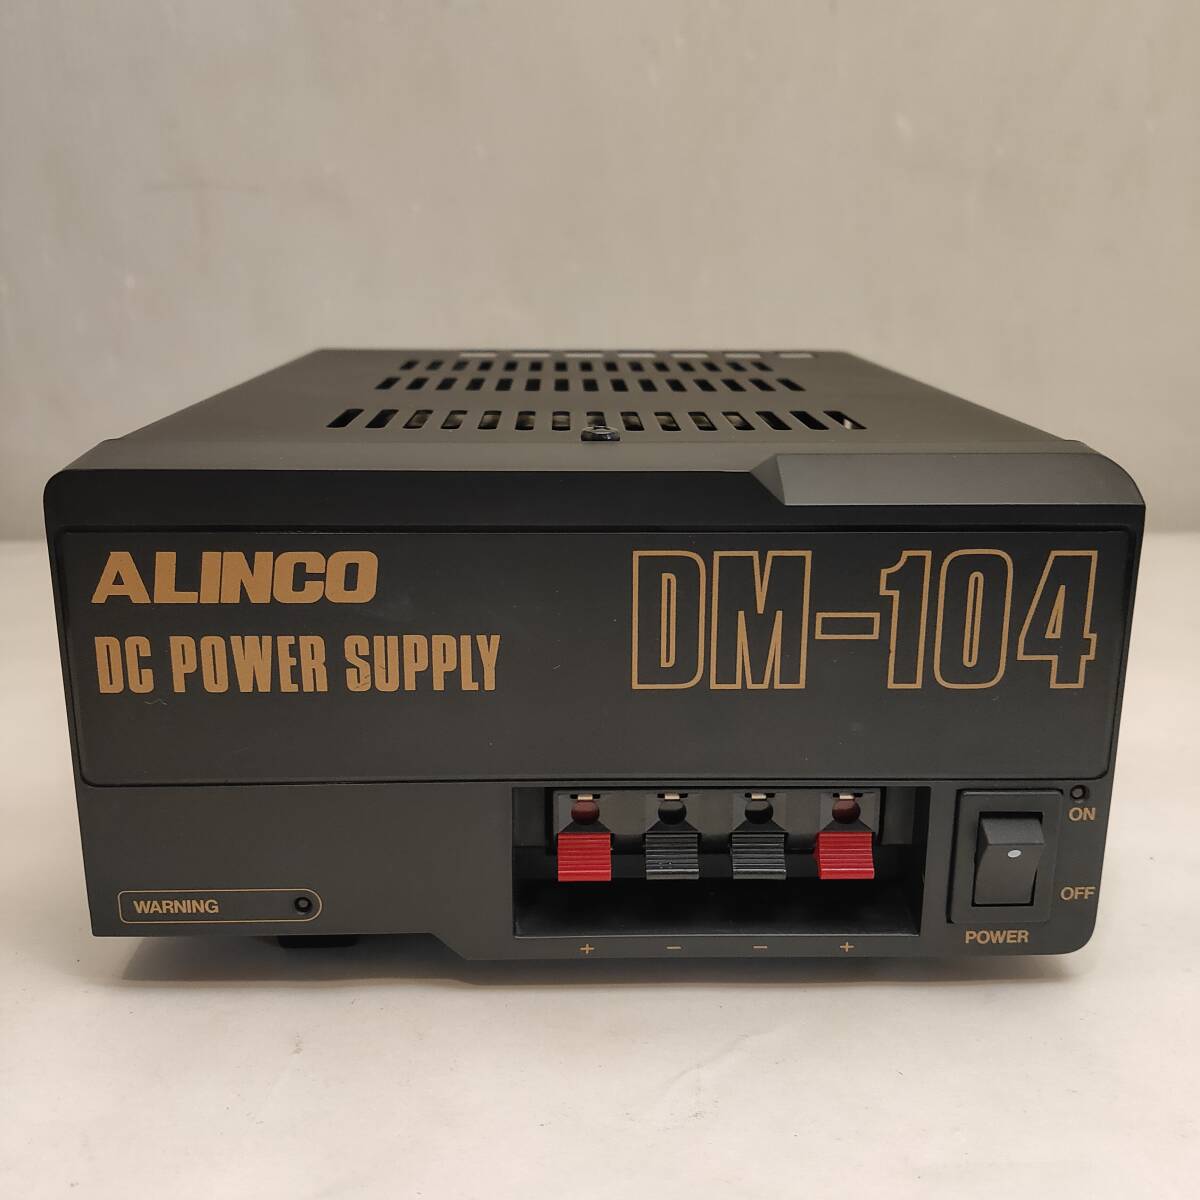 ALINCO
DM-104
DC POWER SUPPLY
ON
OFF
WARNING
POWER
+ − − +